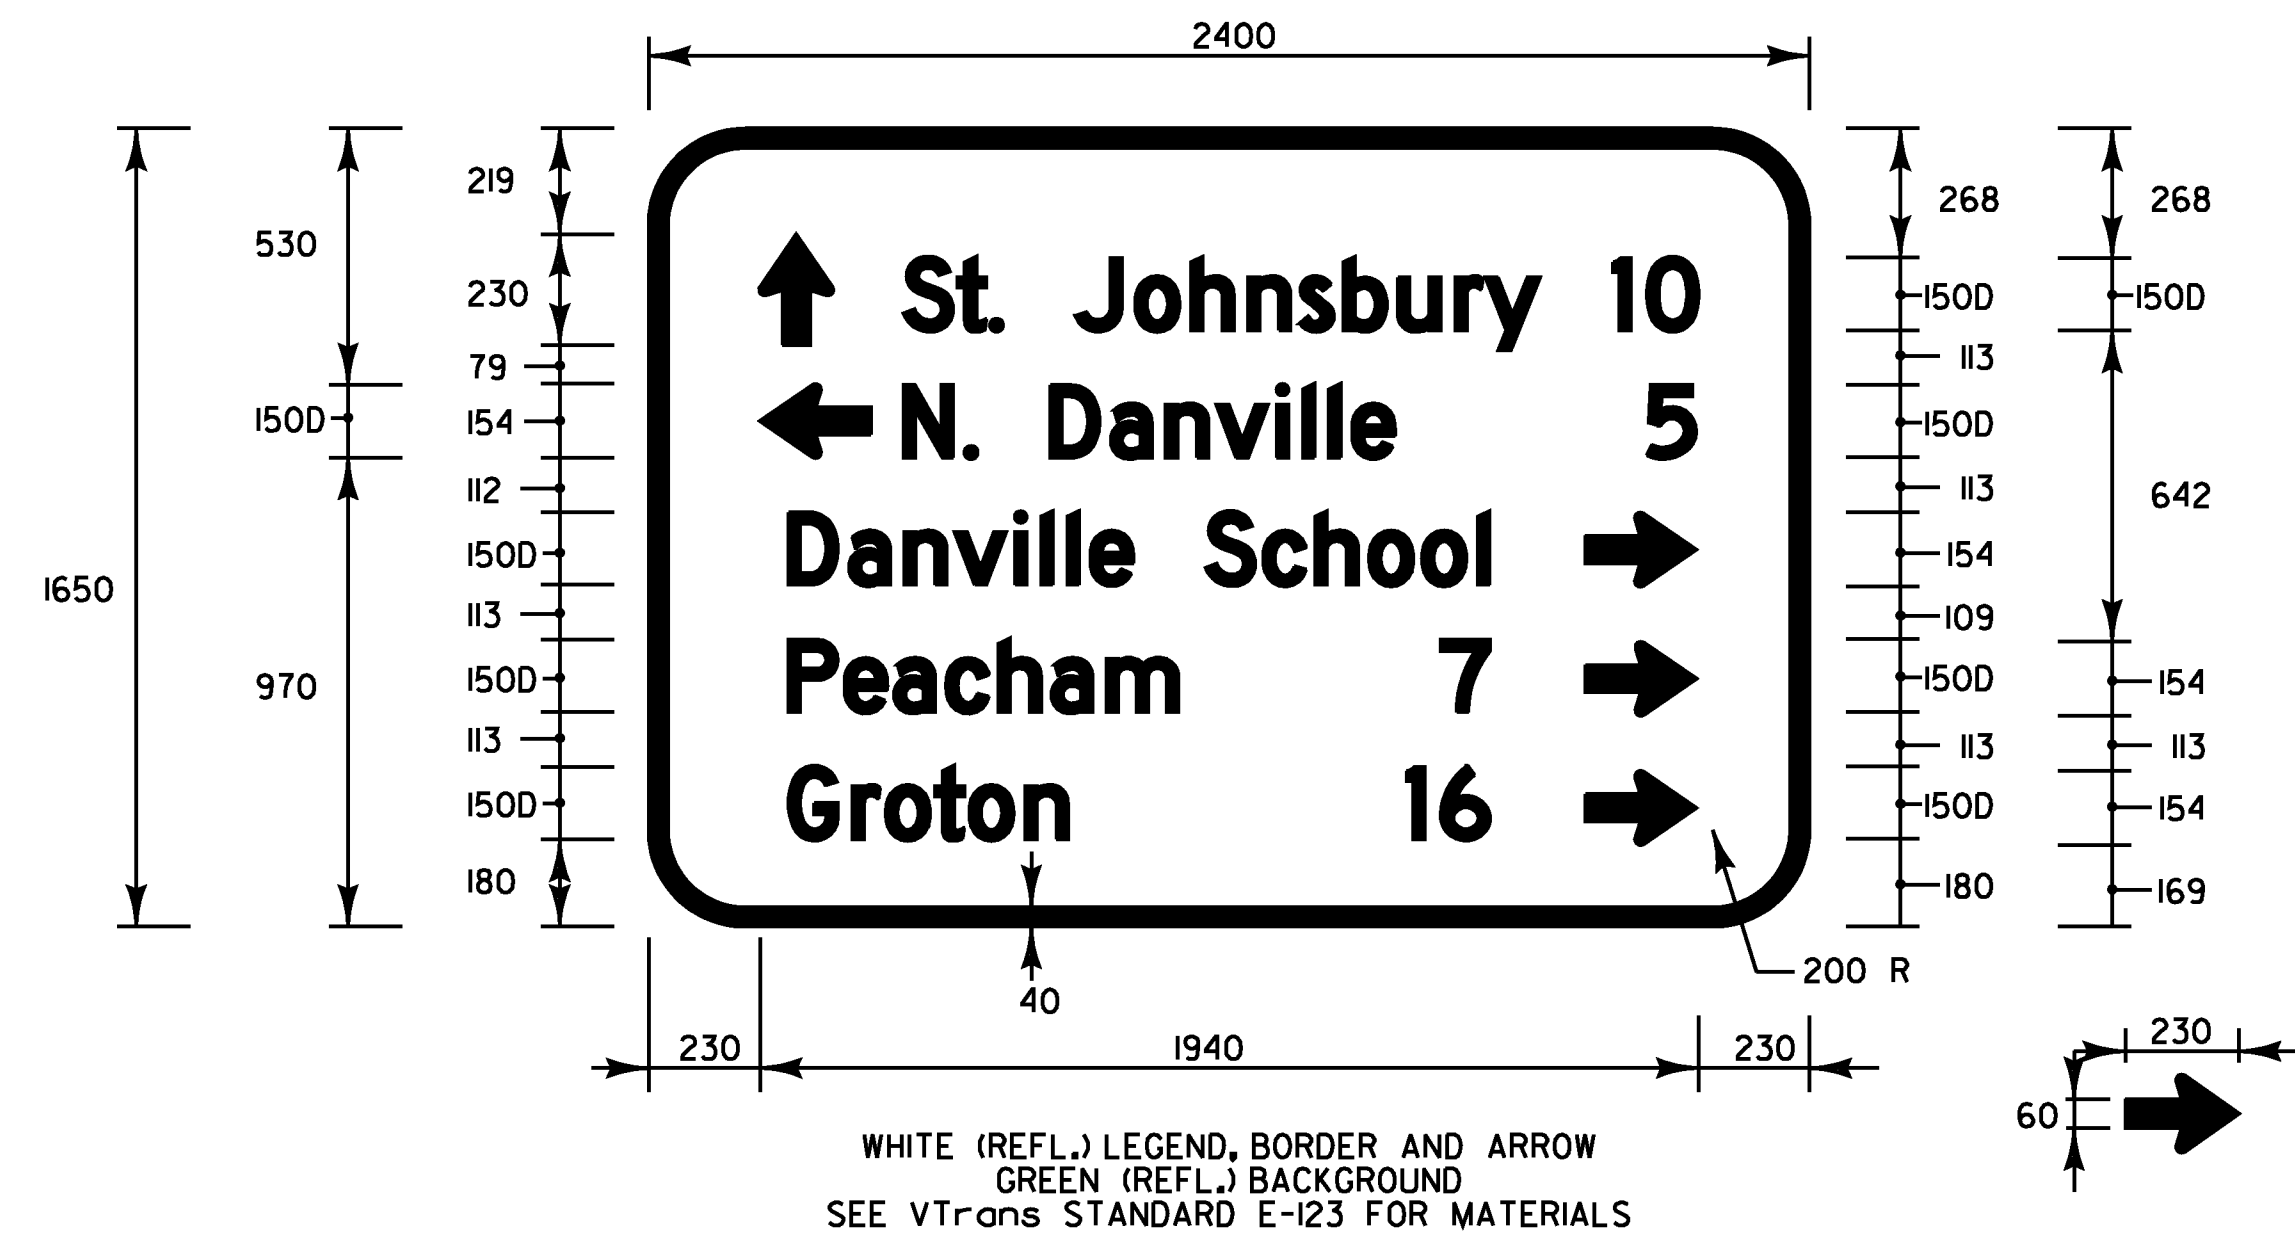 2400
219
268
268
530
230
150D
150D
St. Johnsbury 10
79
113
150D
154
N. Danville 5
150D
112
113
642
150D
Danville School
154
1650
113
109
970
150D
Peacham 7
150D
154
113
113
113
150D
Groton 16
150D
154
180
180
169
200 R
40
230
1940
230
230
60
WHITE (REFL.) LEGEND, BORDER AND ARROW
GREEN (REFL.) BACKGROUND
SEE VTrans STANDARD E-123 FOR MATERIALS